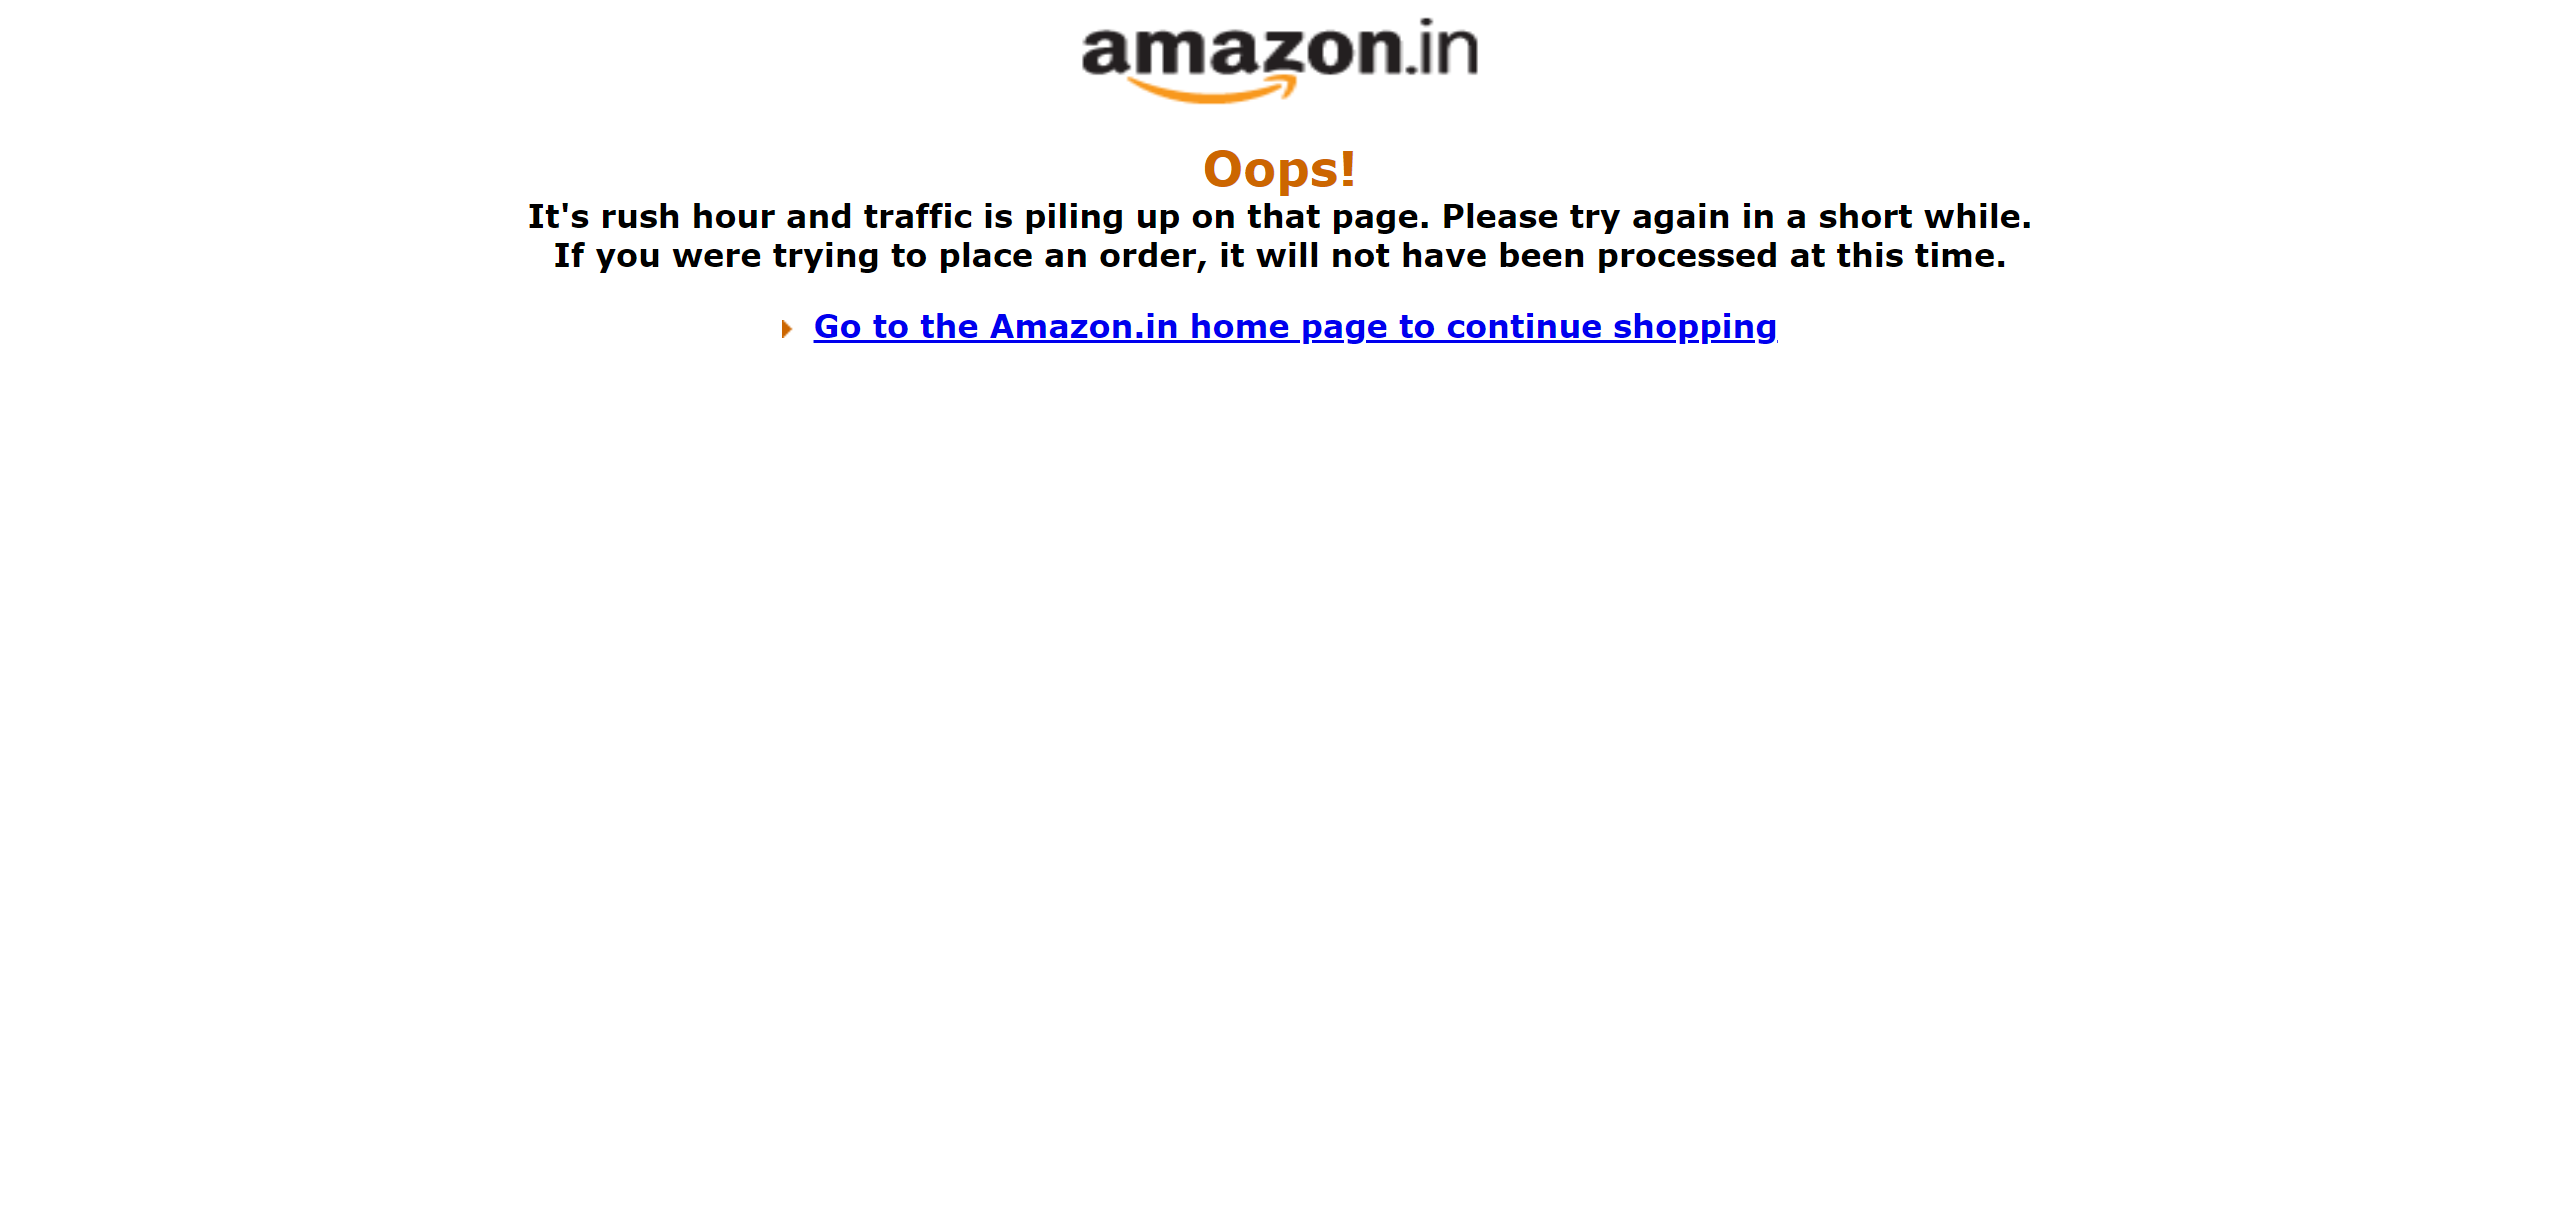 amazon.in
Oops!
It's rush hour and traffic is piling up on that page. Please try again in a short while.
If you were trying to place an order, it will not have been processed at this time.
Go to the Amazon.in home page to continue shopping